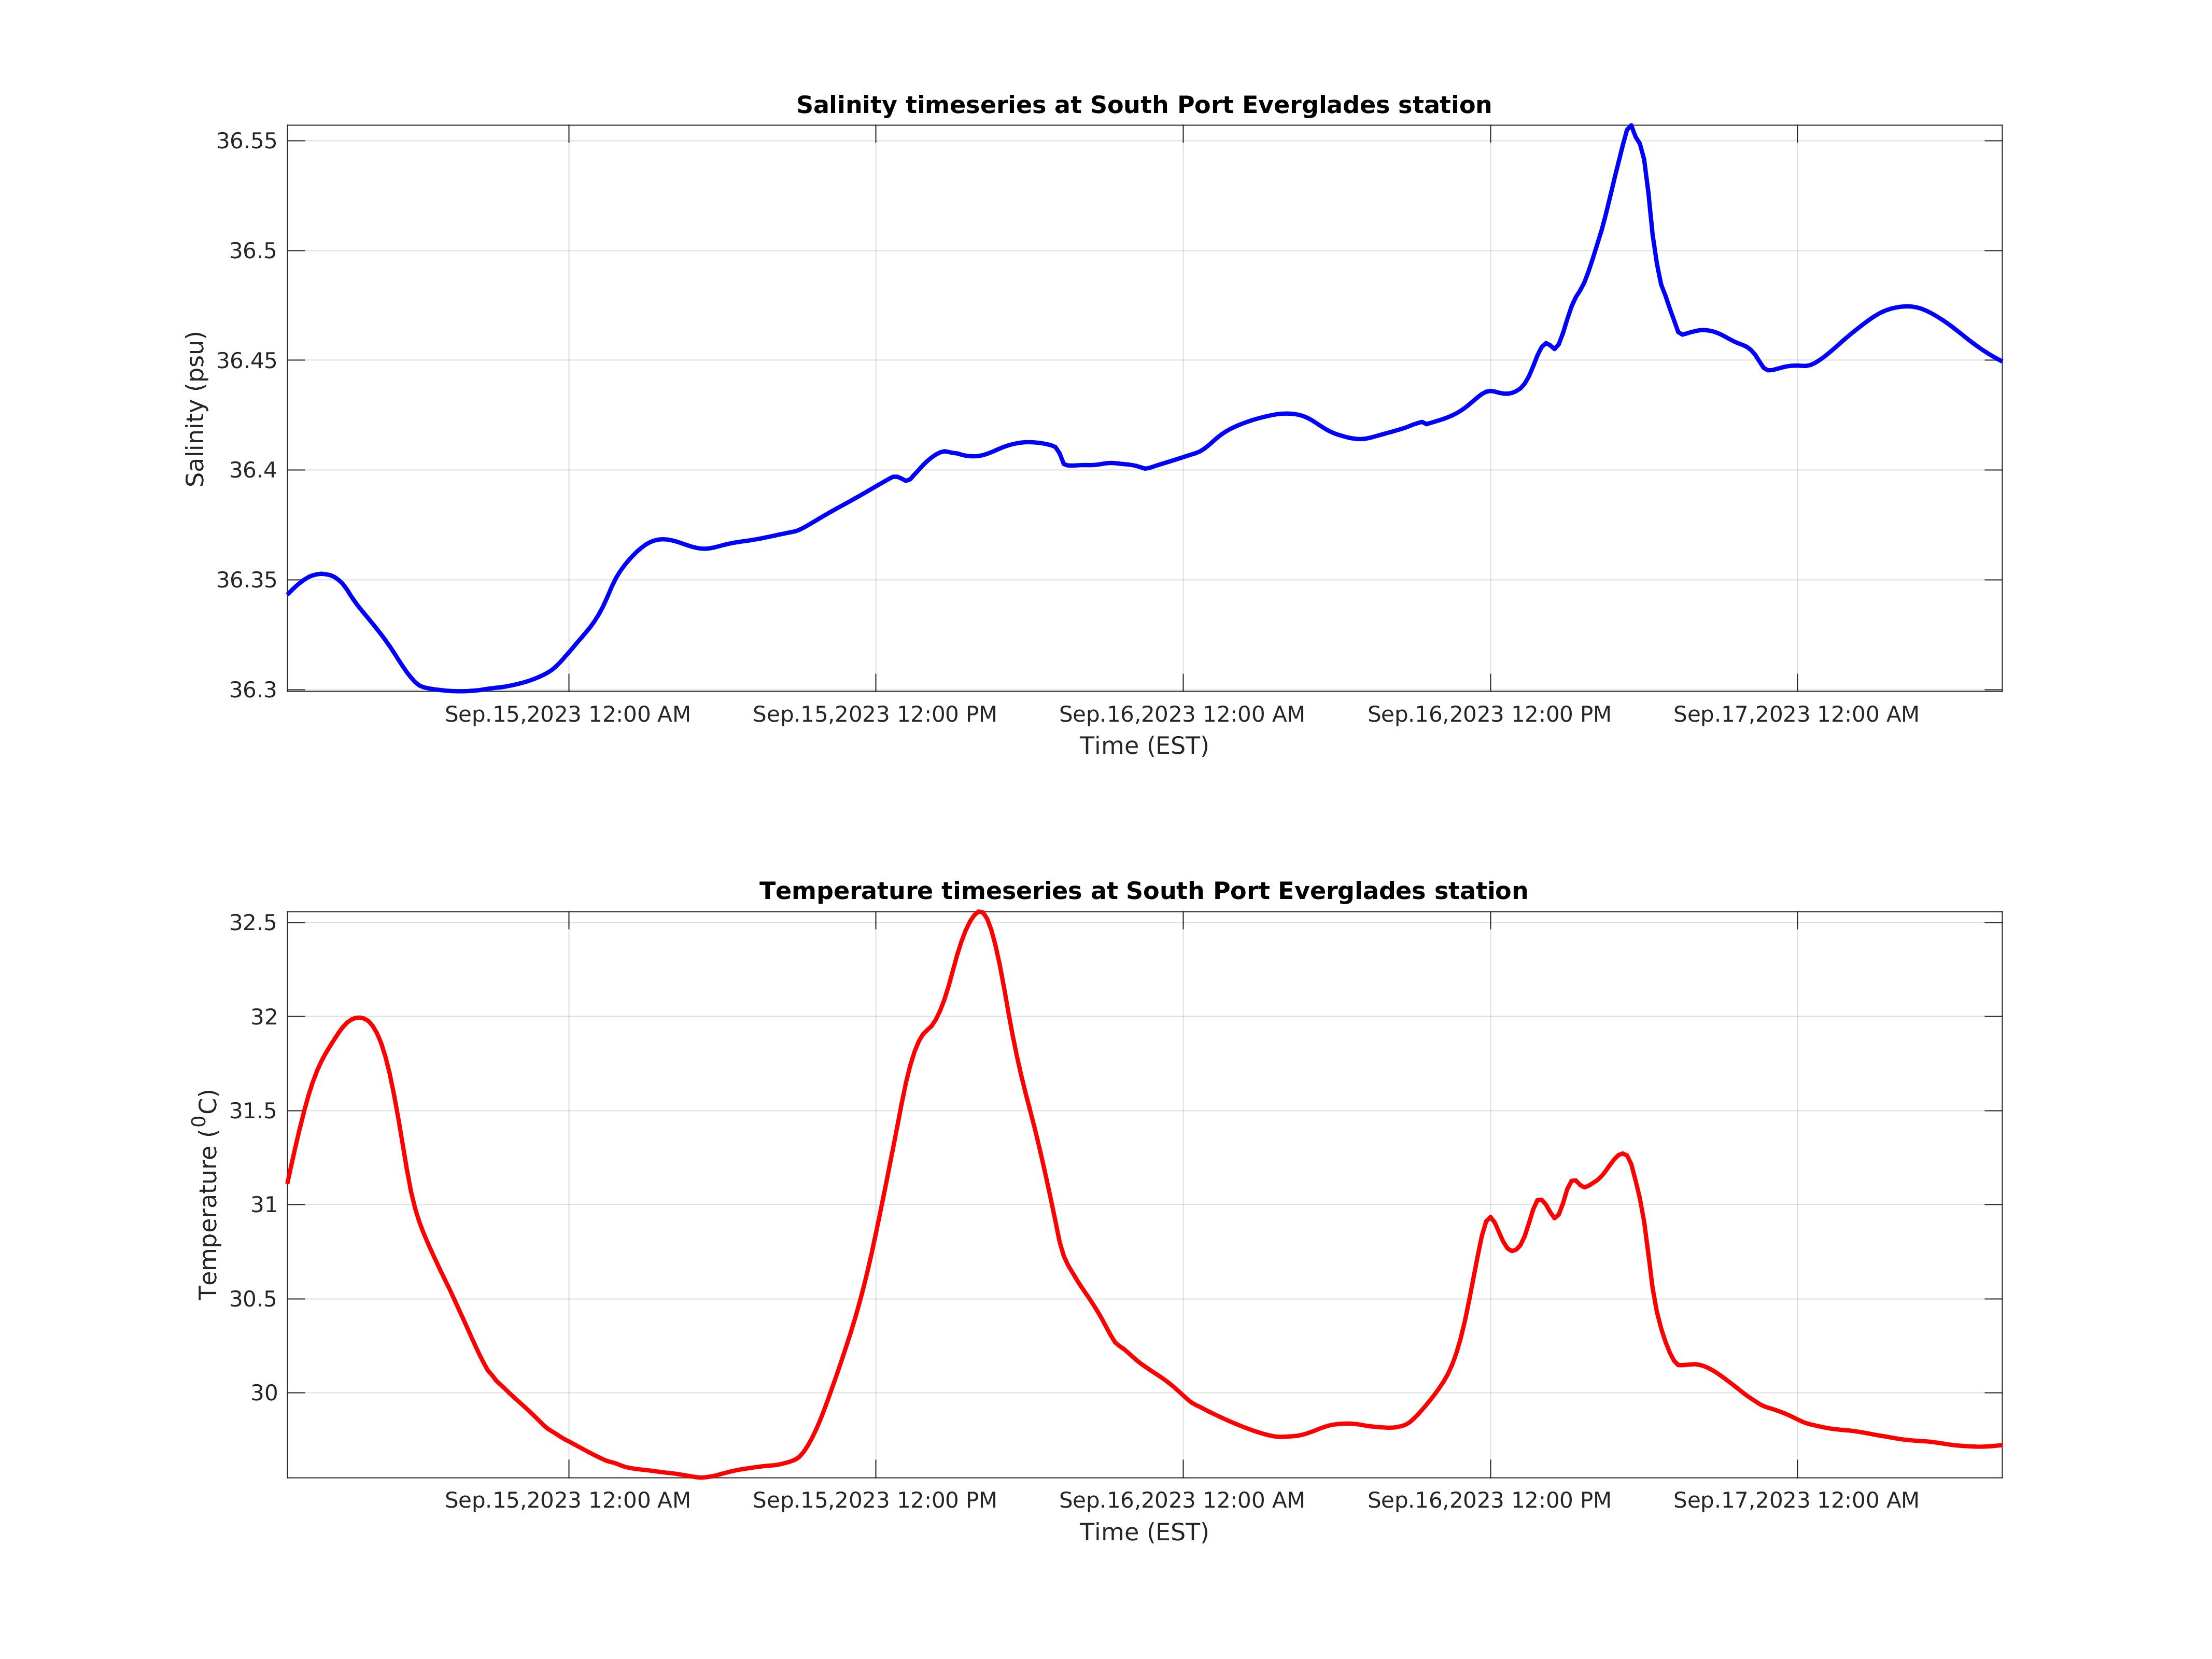 Salinity timeseries at South Port Everglades station
36.55
36.5
36.45
36.4
36.35
36.3
Salinity (psu)
Sep.15,2023 12:00 AM Sep.15,2023 12:00 PM Sep.16,2023 12:00 AM Sep.16,2023 12:00 PM Sep.17,2023 12:00 AM
Time (EST)
Temperature timeseries at South Port Everglades station
32.5
32
31.5
31
30.5
30
Temperature (⁰C)
Sep.15,2023 12:00 AM Sep.15,2023 12:00 PM Sep.16,2023 12:00 AM Sep.16,2023 12:00 PM Sep.17,2023 12:00 AM
Time (EST)